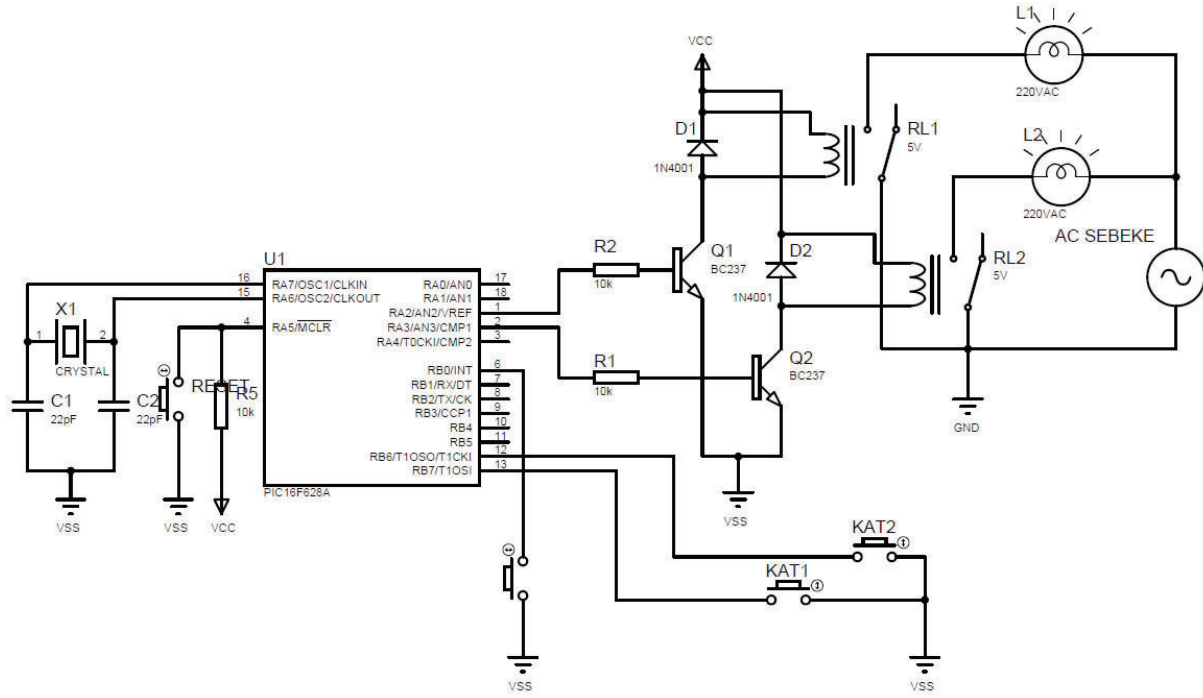 L1
220VAC
VCC
D1
1N4001
RL1
5V
L2
220VAC
AC SEBEKE
Q1
BC237
D2
1N4001
RL2
5V
R2
10k
U1
16
15
4
RA7/OSC1/CLKIN
RA6/OSC2/CLKOUT
RA5/MCLR
RA0/AN0
RA1/AN1
RA2/AN2/VREF
RA3/AN3/CMP1
RA4/T0CKI/CMP2
RB0/INT
RB1/RX/DT
RB2/TX/CK
RB3/CCP1
RB4
RB5
RB6/T1OSO/T1CKI
RB7/T1OSI
17
18
1
2
3
6
7
8
9
10
11
12
13
PIC16F628A
X1
1
2
CRYSTAL
C1
22pF
C2
22pF
RESET
R5
10k
R1
10k
Q2
BC237
GND
VSS
VSS
VCC
VSS
KAT2
KAT1
VSS
VSS